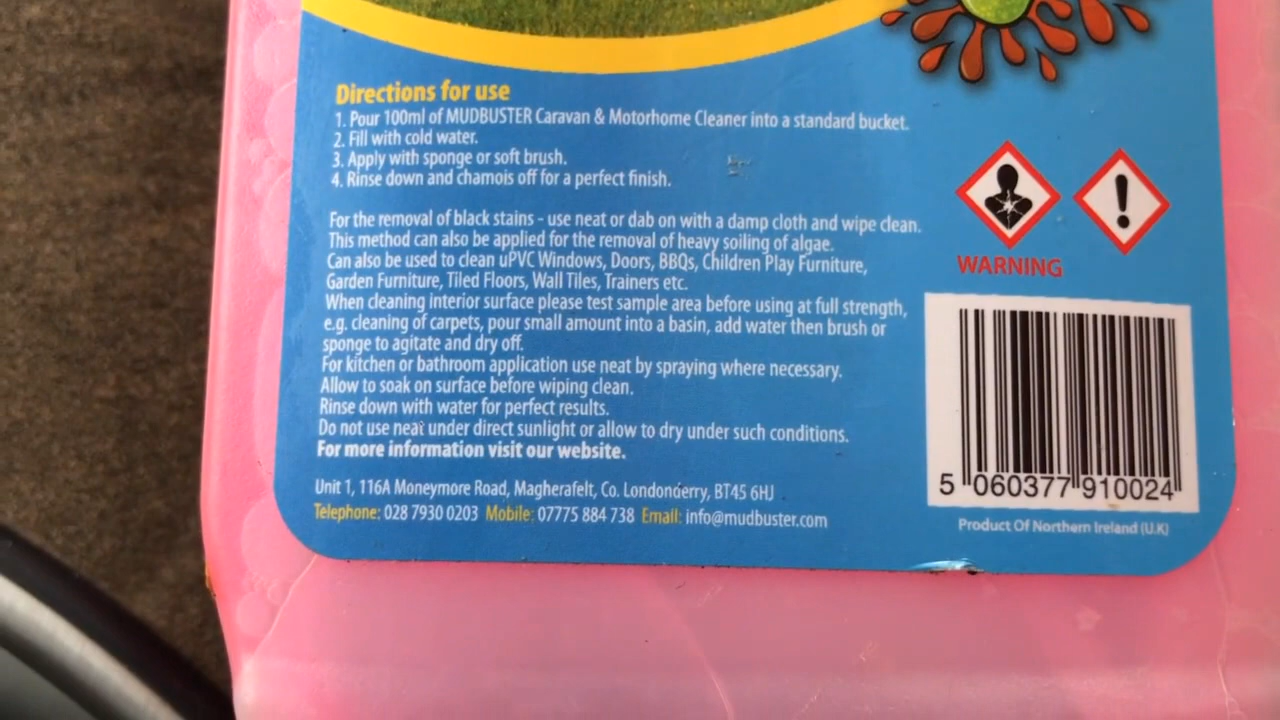 Directions for use
1. Pour 100ml of MUDBUSTER Caravan & Motorhome Cleaner into a standard bucket.
2. Fill with cold water.
3. Apply with sponge or soft brush.
4. Rinse down and chamois off for a perfect finish.
For the removal of black stains - use neat or dab on with a damp cloth and wipe clean.
This method can also be applied for the removal of heavy soiling of algae.
Can also be used to clean uPVC Windows, Doors, BBQs, Children Play Furniture,
Garden Furniture, Tiled Floors, Wall Tiles, Trainers etc.
When cleaning interior surface please test sample area before using at full strength,
e.g. cleaning of carpets, pour small amount into a basin, add water then brush or
sponge to agitate and dry off.
For kitchen or bathroom application use neat by spraying where necessary.
Allow to soak on surface before wiping clean.
Rinse down with water for perfect results.
Do not use neat under direct sunlight or allow to dry under such conditions.
For more information visit our website.
Unit 1, 116A Moneymore Road, Magherafelt, Co. Londonderry, BT45 6HJ
Telephone: 028 7930 0203 Mobile: 07775 884 738 Email: info@mudbuster.com
WARNING
5 060377 910024
Product Of Northern Ireland (U.K)